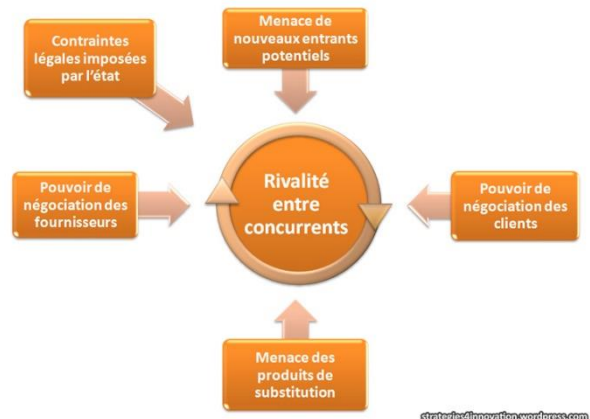 Contraintes
légales imposées
par l'état
Menace de
nouveaux entrants
potentiels
Pouvoir de
négociation des
fournisseurs
Rivalité
entre
concurrents
Pouvoir de
négociation des
clients
Menace des
produits de
substitution
strategies4innovation.wordpress.com